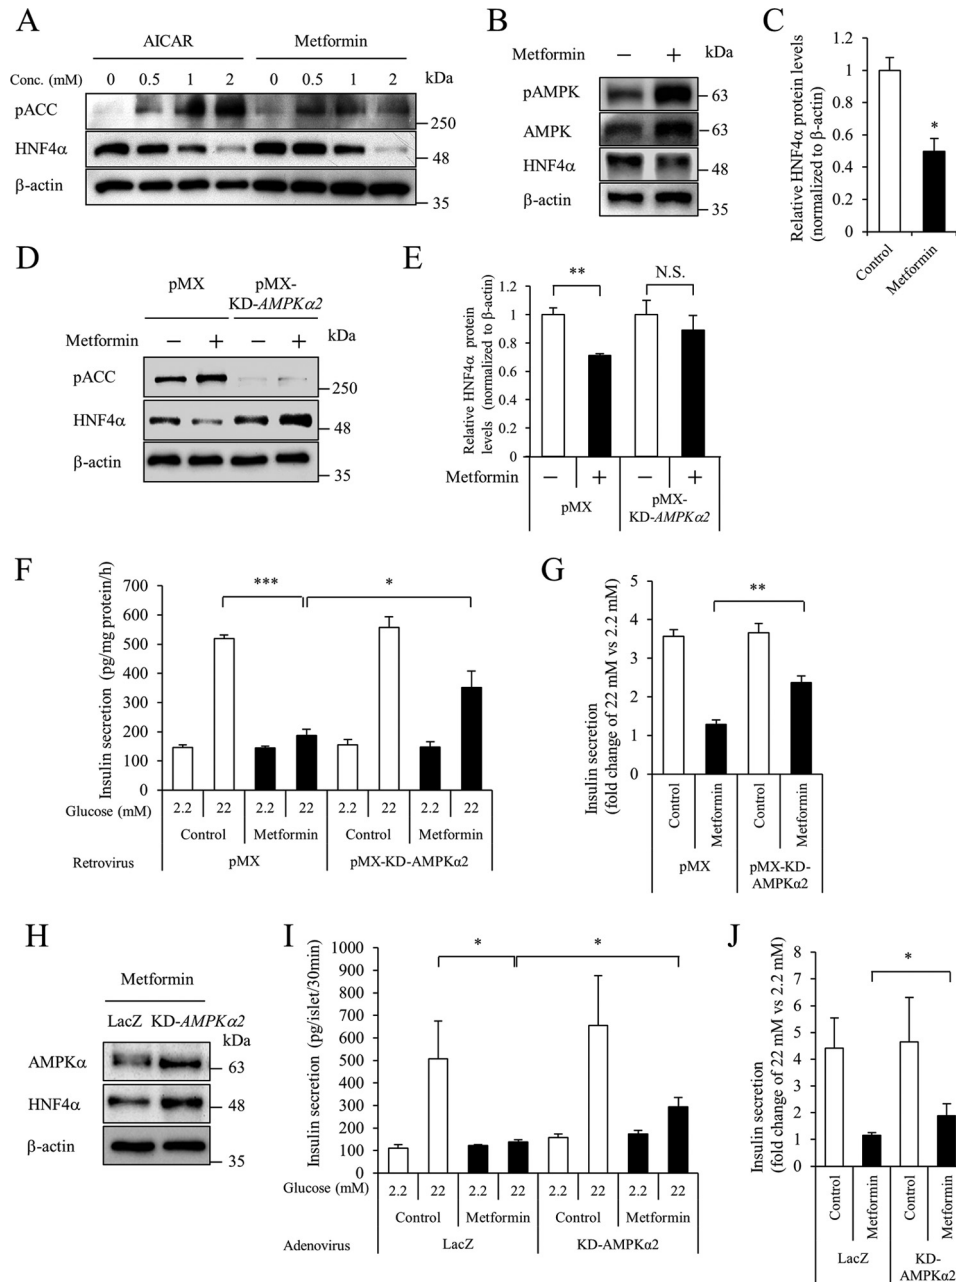 A
AICAR Metformin
Conc. (mM) 0 0.5 1 2 0 0.5 1 2 kDa
pACC
250
HNF4α
48
β-actin
35
B
Metformin − +
kDa
pAMPK
63
AMPK
63
HNF4α
48
β-actin
35
C
Relative HNF4α protein levels
(normalized to β-actin)
1.2
1
0.8
0.6
0.4
0.2
0
*
Control
Metformin
D
pMX pMX-
KD-AMPKα2
Metformin − + − + kDa
pACC
250
HNF4α
48
β-actin
35
E
Relative HNF4α protein
levels (normalized to β-actin)
1.2
1
0.8
0.6
0.4
0.2
0
** N.S.
Metformin − + − +
pMX pMX-
KD-AMPKα2
F
Insulin secretion (pg/mg protein/h)
700
600
500
400
300
200
100
0
*** *
Glucose (mM) 2.2 22 2.2 22 2.2 22 2.2 22
Control Metformin Control Metformin
Retrovirus pMX pMX-KD-AMPKα2
G
Insulin secretion
(fold change of 22 mM vs 2.2 mM)
5
4
3
2
1
0
**
Control Metformin Control Metformin
pMX pMX-KD-
AMPKα2
H
Metformin
LacZ KD-AMPKα2
kDa
AMPKα
63
HNF4α
48
β-actin
35
I
Insulin secretion (pg/islet/30min)
1000
900
800
700
600
500
400
300
200
100
0
* *
Glucose (mM) 2.2 22 2.2 22 2.2 22 2.2 22
Control Metformin Control Metformin
Adenovirus LacZ KD-AMPKα2
J
Insulin secretion
(fold change of 22 mM vs 2.2 mM)
8
7
6
5
4
3
2
1
0
*
Control Metformin Control Metformin
LacZ KD-
AMPKα2